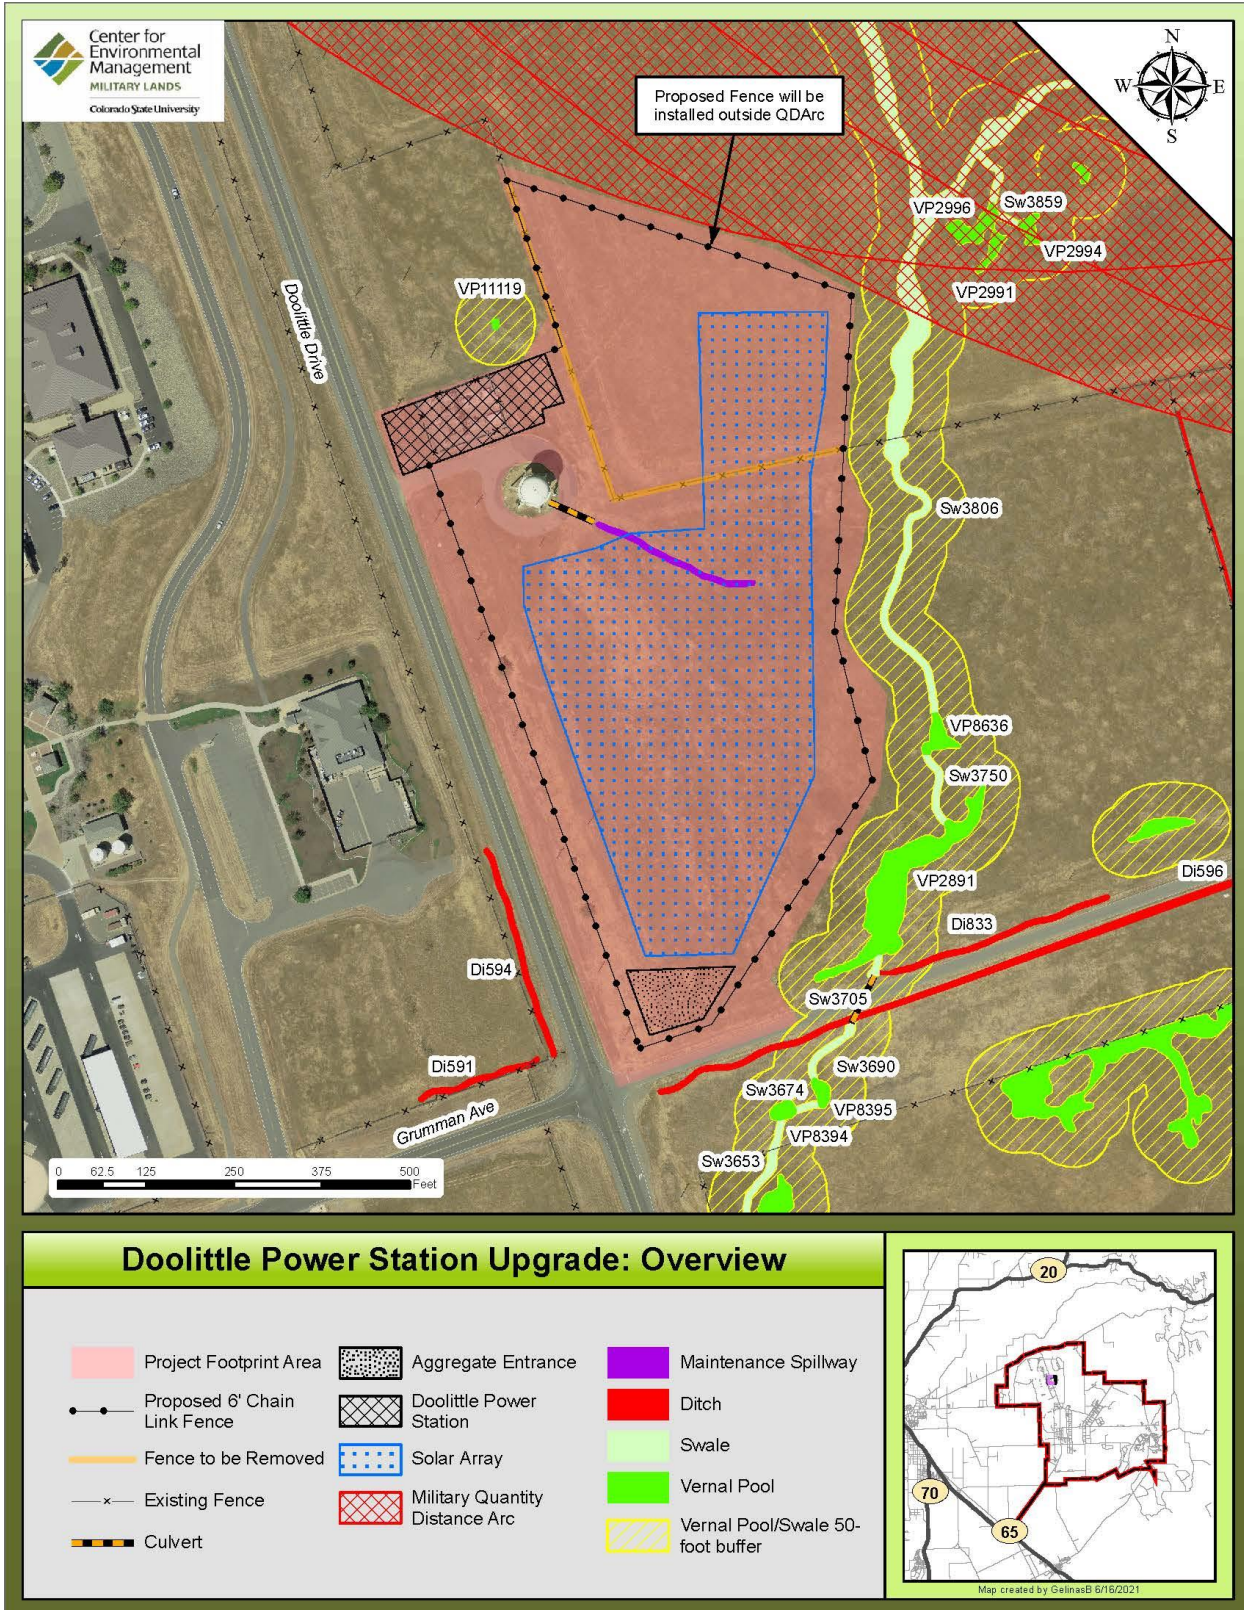 Center for
Environmental
Management
MILITARY LANDS
Colorado State University
Proposed Fence will be
installed outside QDArc
N
W E
S
VP2996
Sw3859
VP2994
VP2991
VP11119
Doolittle Drive
Sw3806
VP8636
Sw3750
VP2891
Di596
Di833
Di594
Sw3705
Di591
Sw3690
Sw3674
VP8395
Grumman Ave
VP8394
Sw3653
0 62.5 125 250 375 500
Feet
Doolittle Power Station Upgrade: Overview
Project Footprint Area
Proposed 6' Chain
Link Fence
Fence to be Removed
Existing Fence
Culvert
Aggregate Entrance
Doolittle Power
Station
Solar Array
Military Quantity
Distance Arc
Maintenance Spillway
Ditch
Swale
Vernal Pool
Vernal Pool/Swale 50-
foot buffer
20
70
65
Map created by GelinasB 6/16/2021